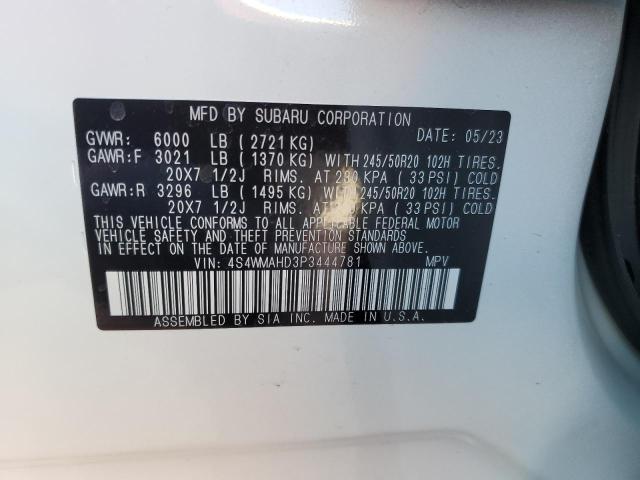 MFD BY SUBARU CORPORATION
GVWR: 6000 LB ( 2721 KG) DATE: 05/23
GAWR:F 3021 LB ( 1370 KG) WITH 245/50R20 102H TIRES.
20X7 1/2J RIMS. AT 230 KPA ( 33 PSI) COLD
GAWR:R 3296 LB ( 1495 KG) WITH 245/50R20 102H TIRES.
20X7 1/2J RIMS. AT KPA ( 33 PSI) COLD
THIS VEHICLE CONFORMS TO ALL APPLICABLE FEDERAL MOTOR
VEHICLE SAFETY AND THEFT PREVENTION STANDARDS
IN EFFECT ON THE DATE OF MANUFACTURE SHOWN ABOVE.
VIN: 4S4WMAHD3P3444781 MPV
ASSEMBLED BY SIA INC. MADE IN U.S.A.